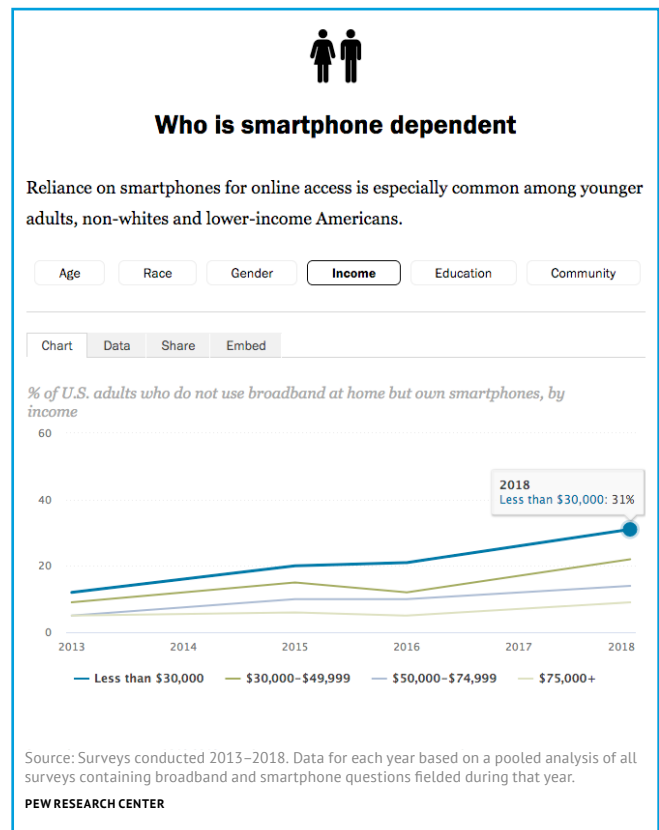 Who is smartphone dependent
Reliance on smartphones for online access is especially common among younger
adults, non-whites and lower-income Americans.
Age Race Gender Income Education Community
Chart Data Share Embed
% of U.S. adults who do not use broadband at home but own smartphones, by
income
60
2018
Less than $30,000: 31%
40
20
0
2013 2014 2015 2016 2017 2018
Less than $30,000 $30,000–$49,999 $50,000–$74,999 $75,000+
Source: Surveys conducted 2013–2018. Data for each year based on a pooled analysis of all
surveys containing broadband and smartphone questions fielded during that year.
PEW RESEARCH CENTER